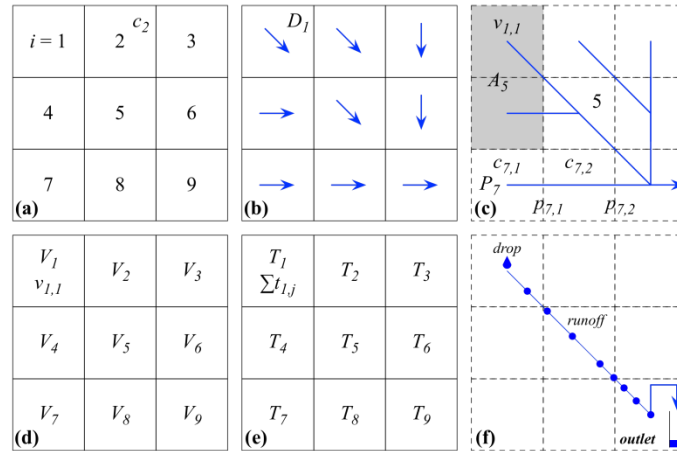 i = 1
c₂
2
3
4
5
6
7
8
9
(a)
D₁
(b)
v₁,₁
A₅
5
c₇,₁
c₇,₂
P₇
p₇,₁
p₇,₂
(c)
V₁
v₁,₁
V₂
V₃
V₄
V₅
V₆
V₇
V₈
V₉
(d)
T₁
∑t₁,ⱼ
T₂
T₃
T₄
T₅
T₆
T₇
T₈
T₉
(e)
drop
runoff
outlet
(f)